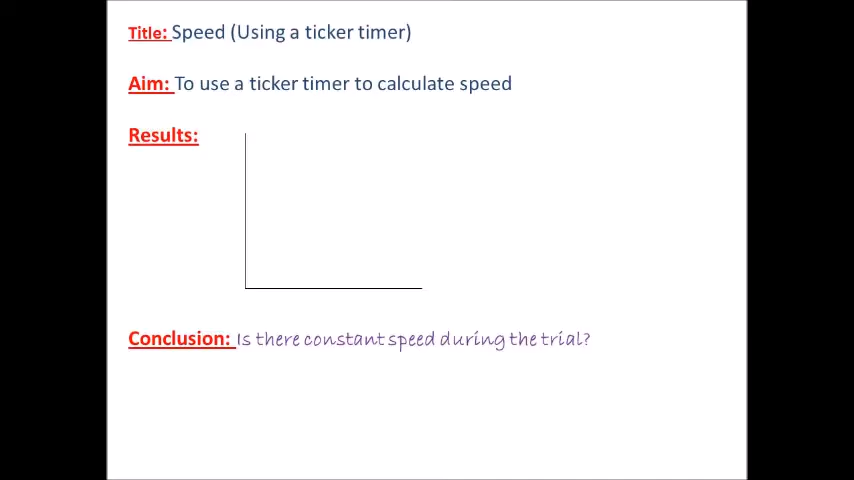 Title: Speed (Using a ticker timer)
Aim: To use a ticker timer to calculate speed
Results:
Conclusion: Is there constant speed during the trial?